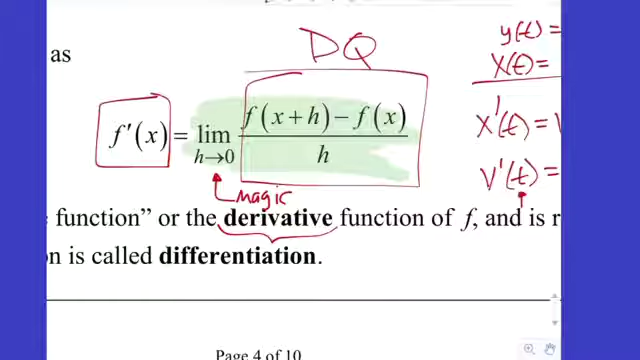 DQ
y(t) =
as
x(t) =
f'(x) = lim h→0 f(x+h) − f(x) / h
x'(t) =
v'(t) =
magic
function” or the derivative function of f, and is r
n is called differentiation.
Page 4 of 10